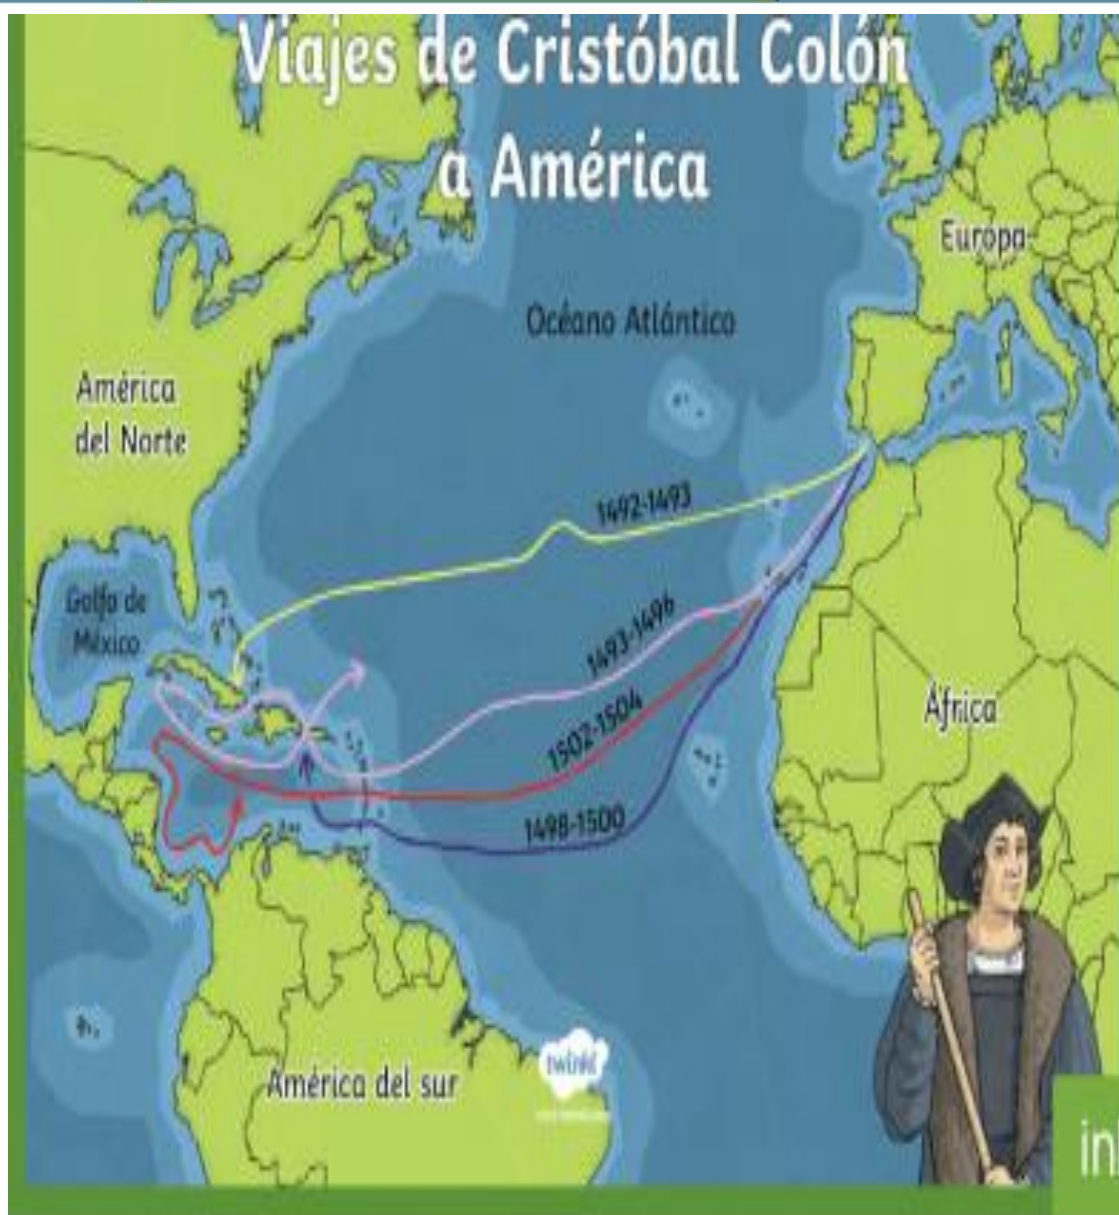 Viajes de Cristóbal Colón
a América
Europa
Océano Atlántico
América
del Norte
1492-1493
Golfo de
México
1493-1496
África
1502-1504
1498-1500
twinkl
América del sur
in